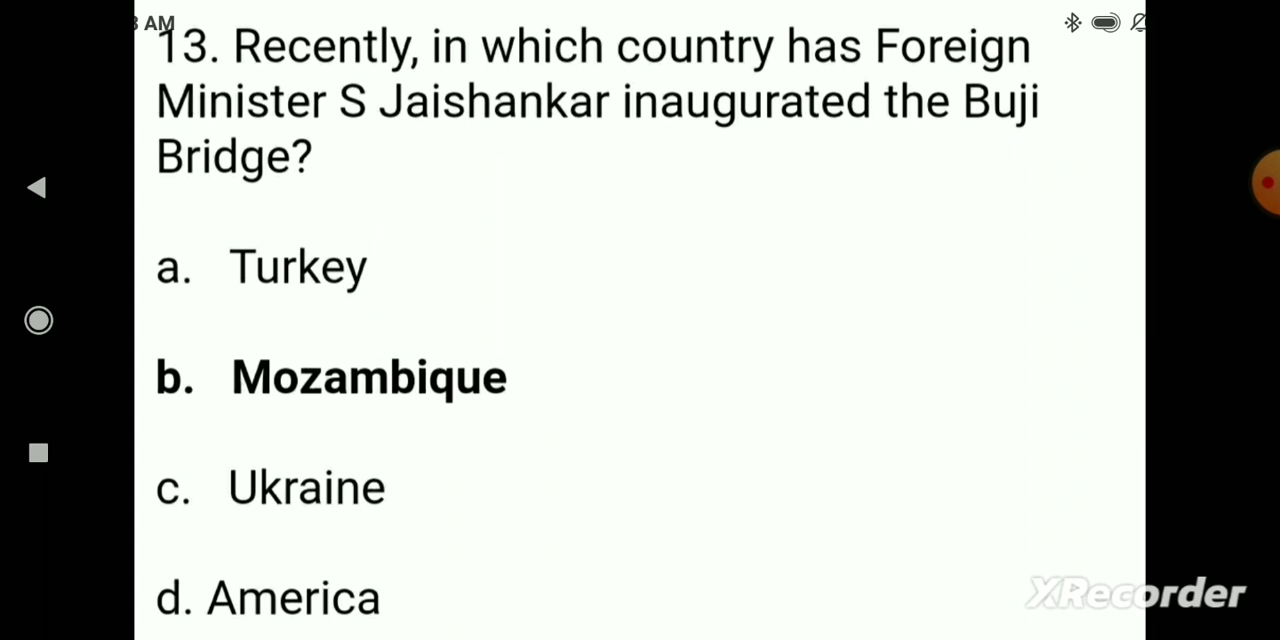 3 AM
13. Recently, in which country has Foreign
Minister S Jaishankar inaugurated the Buji
Bridge?
a. Turkey
b. Mozambique
c. Ukraine
d. America
XRecorder